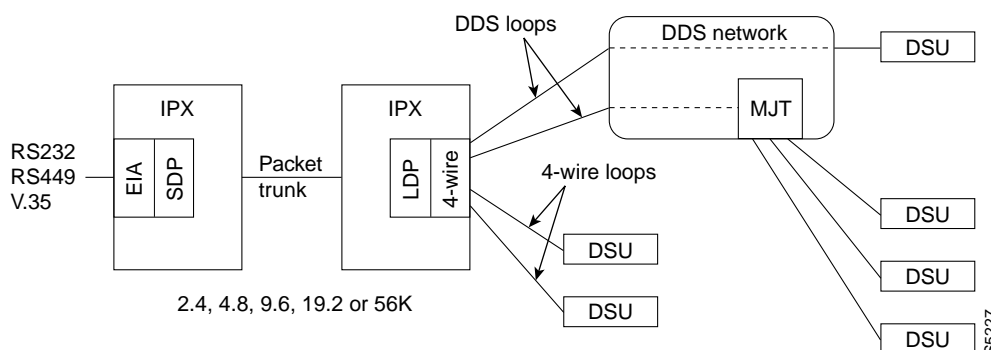 DDS loops
DDS network
DSU
IPX
IPX
MJT
RS232
RS449
V.35
EIA
SDP
Packet
trunk
LDP
4-wire
4-wire loops
DSU
DSU
DSU
2.4, 4.8, 9.6, 19.2 or 56K
DSU
DSU
S5227